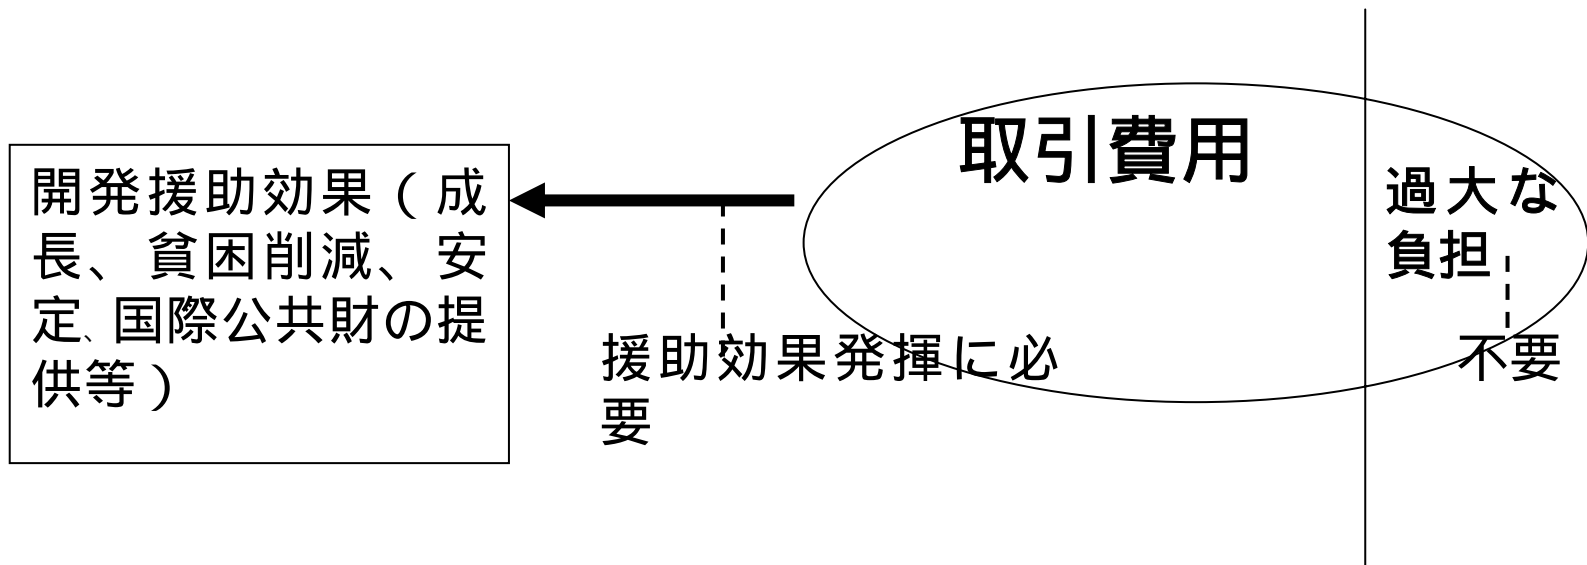 開発援助効果（成
長、貧困削減、安
定、国際公共財の提
供等）
取引費用
過大な
負担
援助効果発揮に必
要
不要